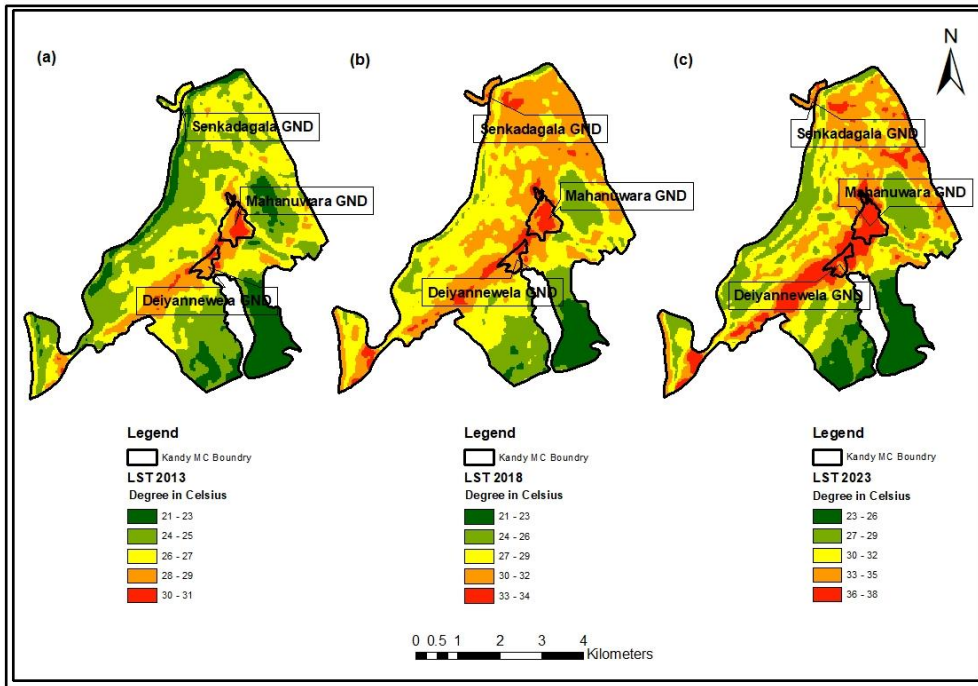 N
(a)
(b)
(c)
Senkadagala GND
Mahanuwara GND
Deiyannewela GND
Senkadagala GND
Mahanuwara GND
Deiyannewela GND
Senkadagala GND
Mahanuwara GND
Deiyannewela GND
Legend
Kandy MC Boundry
LST 2013
Degree in Celsius
21 - 23
24 - 25
26 - 27
28 - 29
30 - 31
Legend
Kandy MC Boundry
LST 2018
Degree in Celsius
21 - 23
24 - 26
27 - 29
30 - 32
33 - 34
Legend
Kandy MC Boundry
LST 2023
Degree in Celsius
23 - 26
27 - 29
30 - 32
33 - 35
36 - 38
0 0.5 1 2 3 4
Kilometers